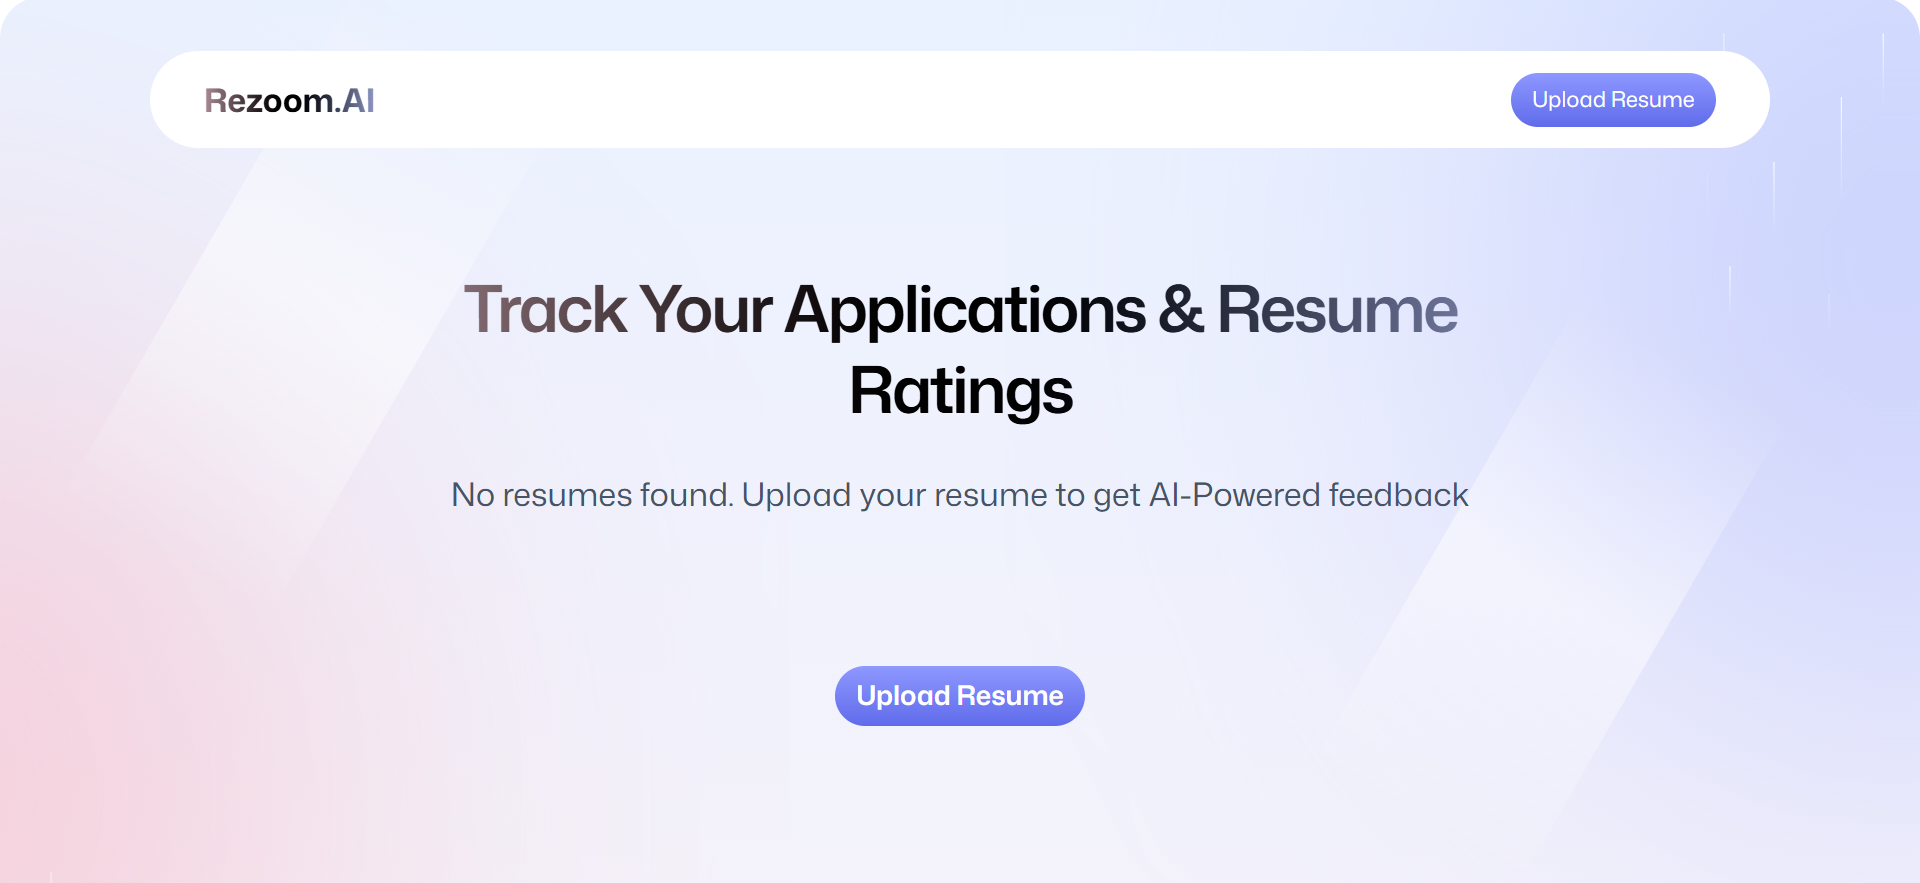 Rezoom.AI
Upload Resume
Track Your Applications & Resume
Ratings
No resumes found. Upload your resume to get AI-Powered feedback
Upload Resume